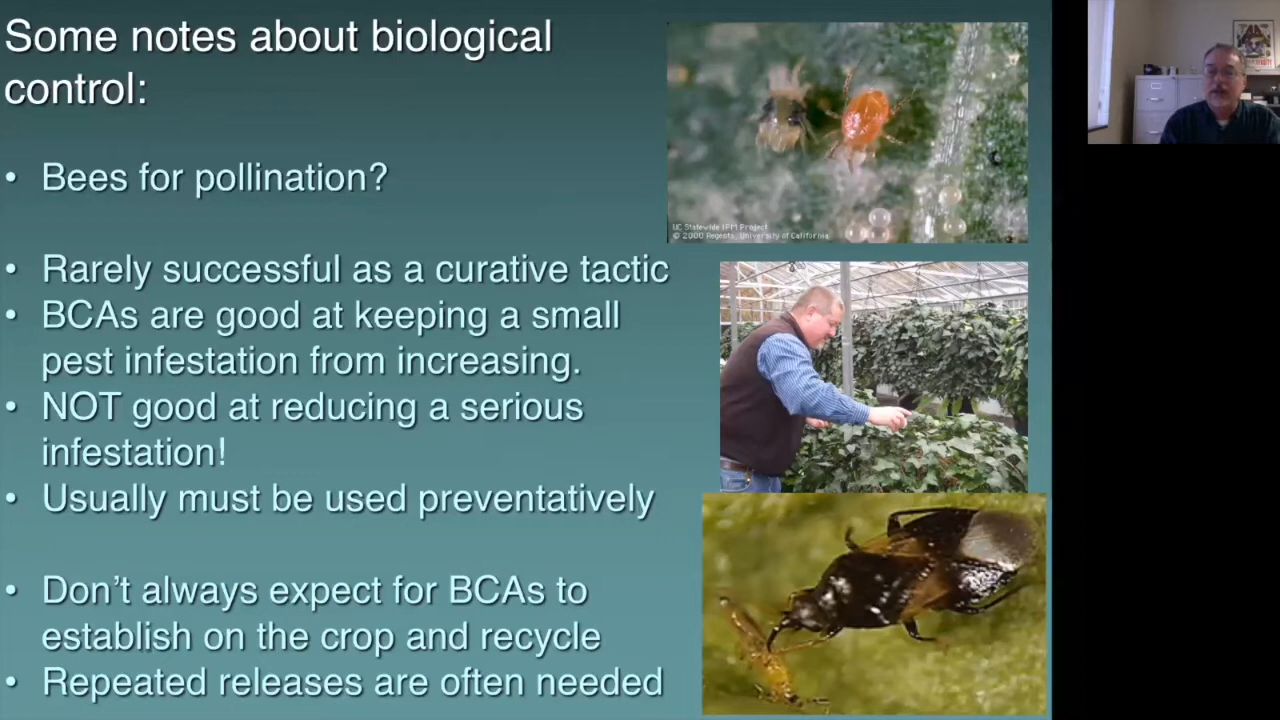 Some notes about biological
control:
• Bees for pollination?
• Rarely successful as a curative tactic
• BCAs are good at keeping a small
pest infestation from increasing.
• NOT good at reducing a serious
infestation!
• Usually must be used preventatively
• Don't always expect for BCAs to
establish on the crop and recycle
• Repeated releases are often needed
UC Statewide IPM Project
© 2000 Regents, University of California